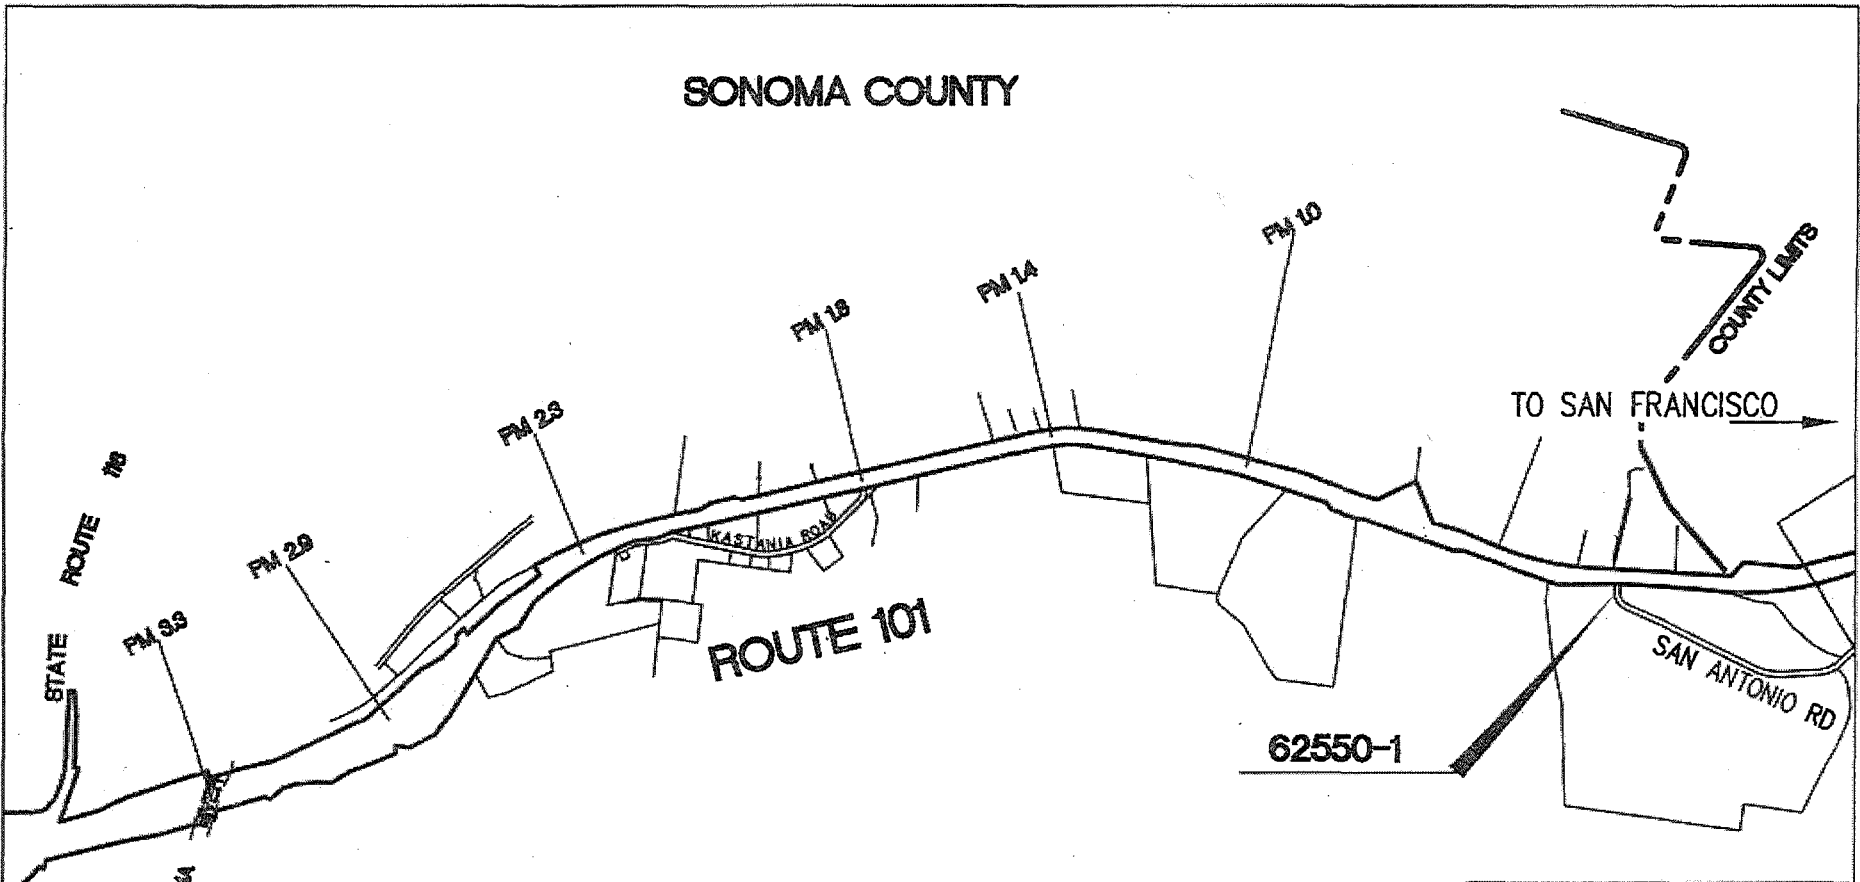 SONOMA COUNTY
PM 1.0
COUNTY LIMITS
PM 1.4
PM 1.8
TO SAN FRANCISCO
PM 2.3
STATE ROUTE 116
KASTANIA ROAD
PM 2.9
PM 3.3
ROUTE 101
SAN ANTONIO RD
62550-1